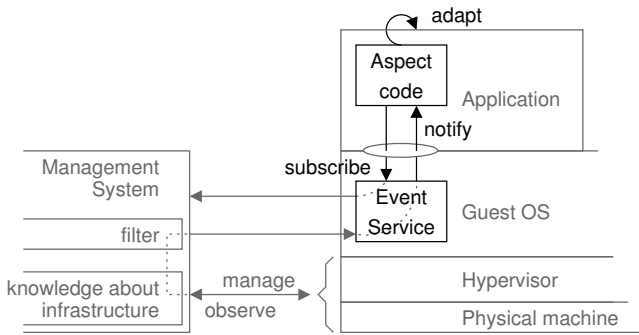 adapt
Aspect
code
Application
notify
subscribe
Management
System
Event
Service
Guest OS
filter
knowledge about
infrastructure
manage
observe
Hypervisor
Physical machine